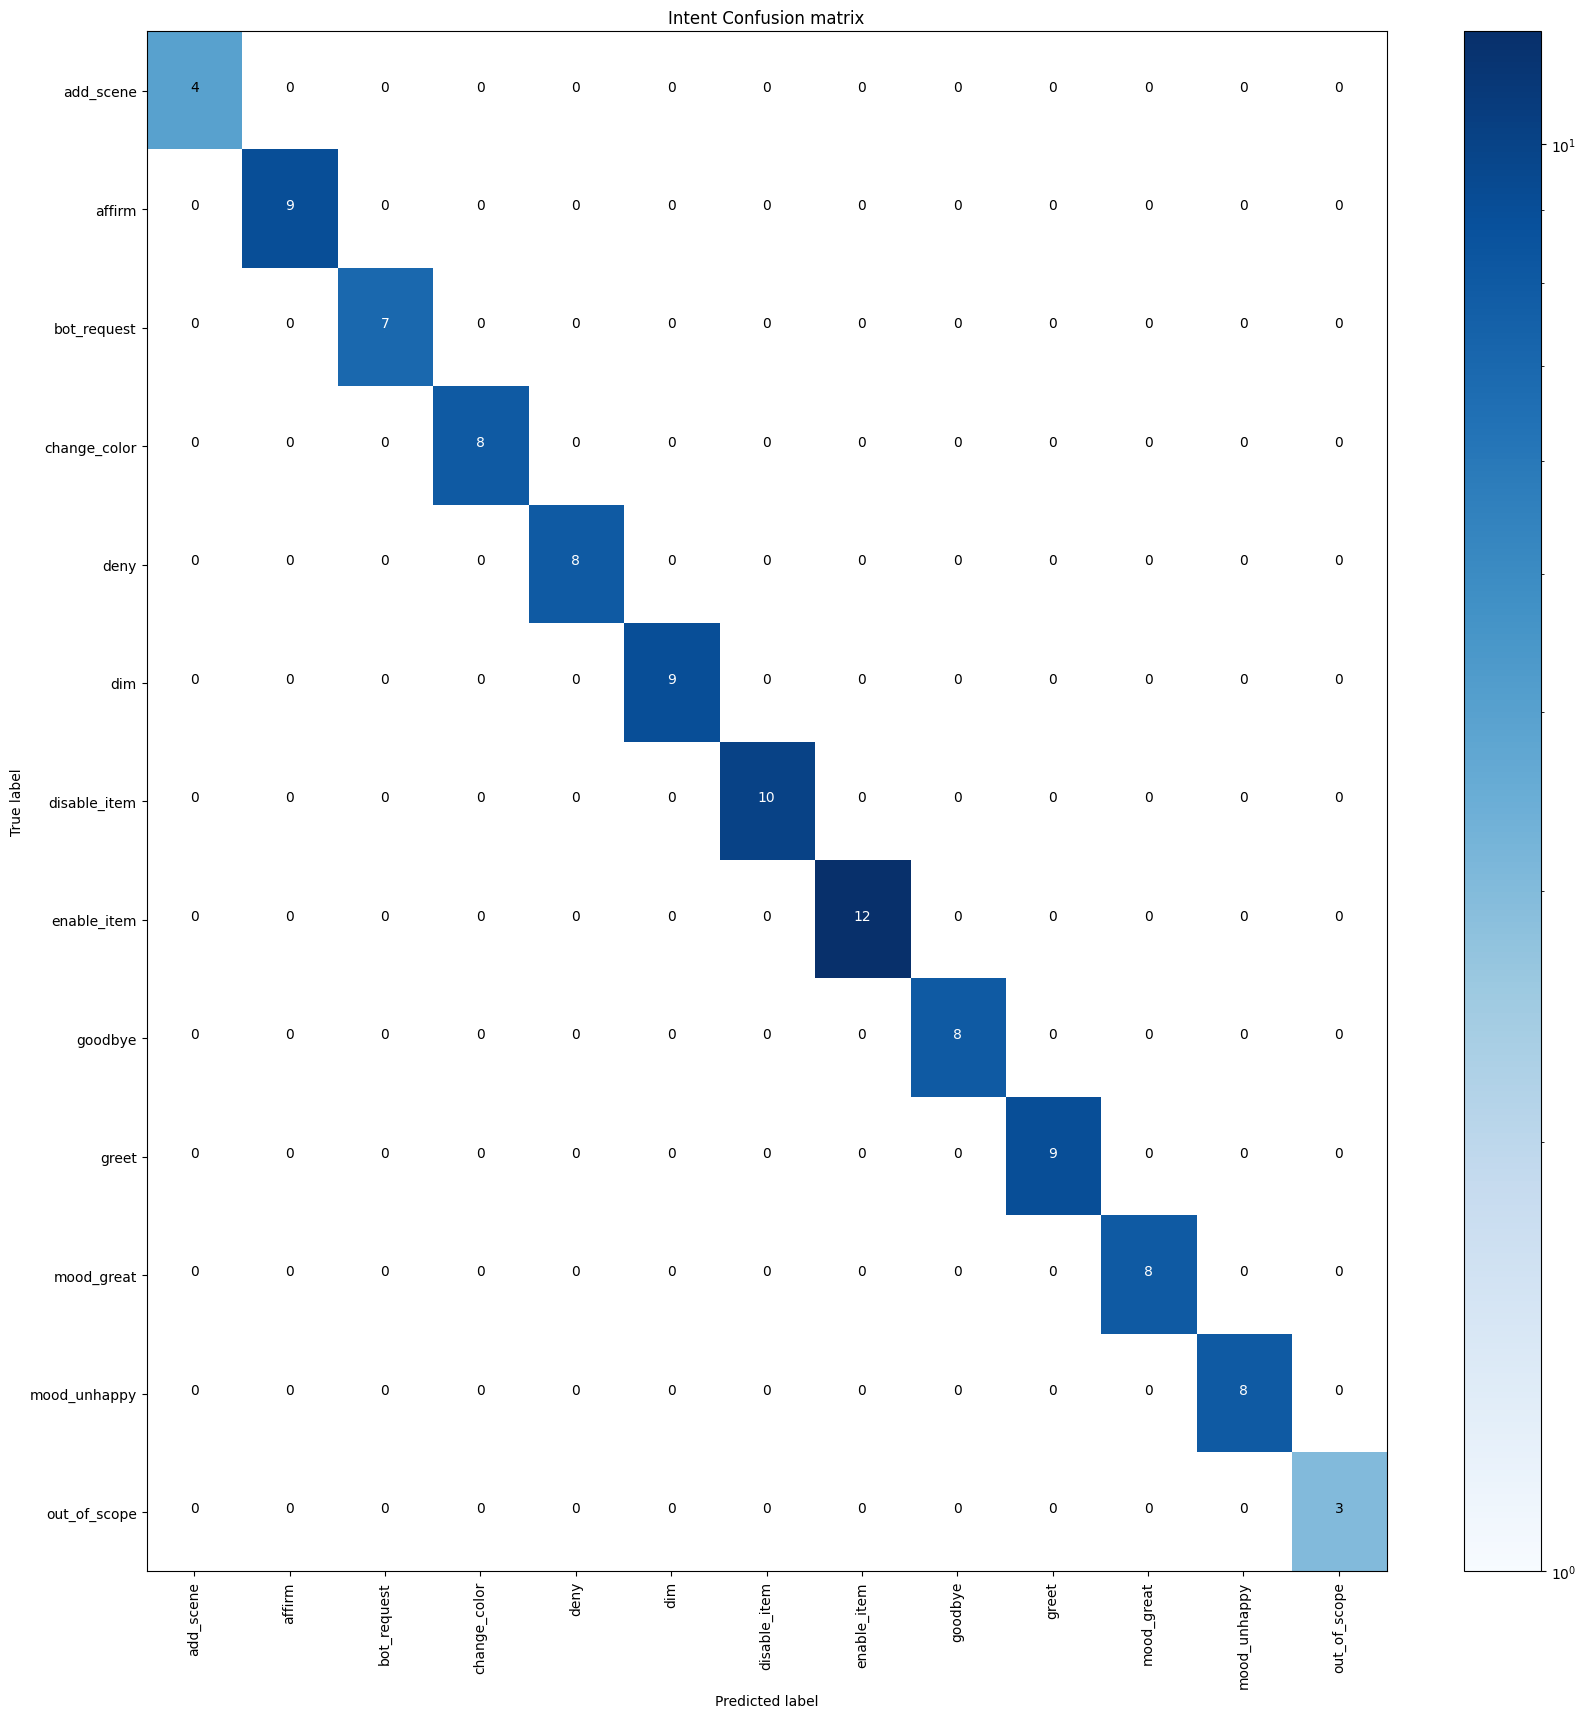 Intent Confusion matrix
add_scene 4 0 0 0 0 0 0 0 0 0 0 0 0
affirm 0 9 0 0 0 0 0 0 0 0 0 0 0
bot_request 0 0 7 0 0 0 0 0 0 0 0 0 0
change_color 0 0 0 8 0 0 0 0 0 0 0 0 0
deny 0 0 0 0 8 0 0 0 0 0 0 0 0
dim 0 0 0 0 0 9 0 0 0 0 0 0 0
disable_item 0 0 0 0 0 0 10 0 0 0 0 0 0
enable_item 0 0 0 0 0 0 0 12 0 0 0 0 0
goodbye 0 0 0 0 0 0 0 0 8 0 0 0 0
greet 0 0 0 0 0 0 0 0 0 9 0 0 0
mood_great 0 0 0 0 0 0 0 0 0 0 8 0 0
mood_unhappy 0 0 0 0 0 0 0 0 0 0 0 8 0
out_of_scope 0 0 0 0 0 0 0 0 0 0 0 0 3
True label
add_scene
affirm
bot_request
change_color
deny
dim
disable_item
enable_item
goodbye
greet
mood_great
mood_unhappy
out_of_scope
Predicted label
10¹
10⁰